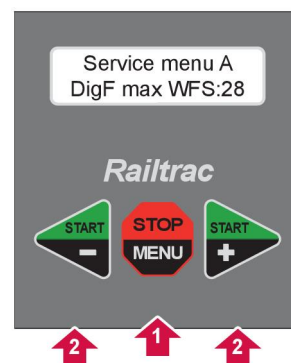 Service menu A
DigF max WFS:28
Railtrac
START
-
STOP
MENU
START
+
2
1
2